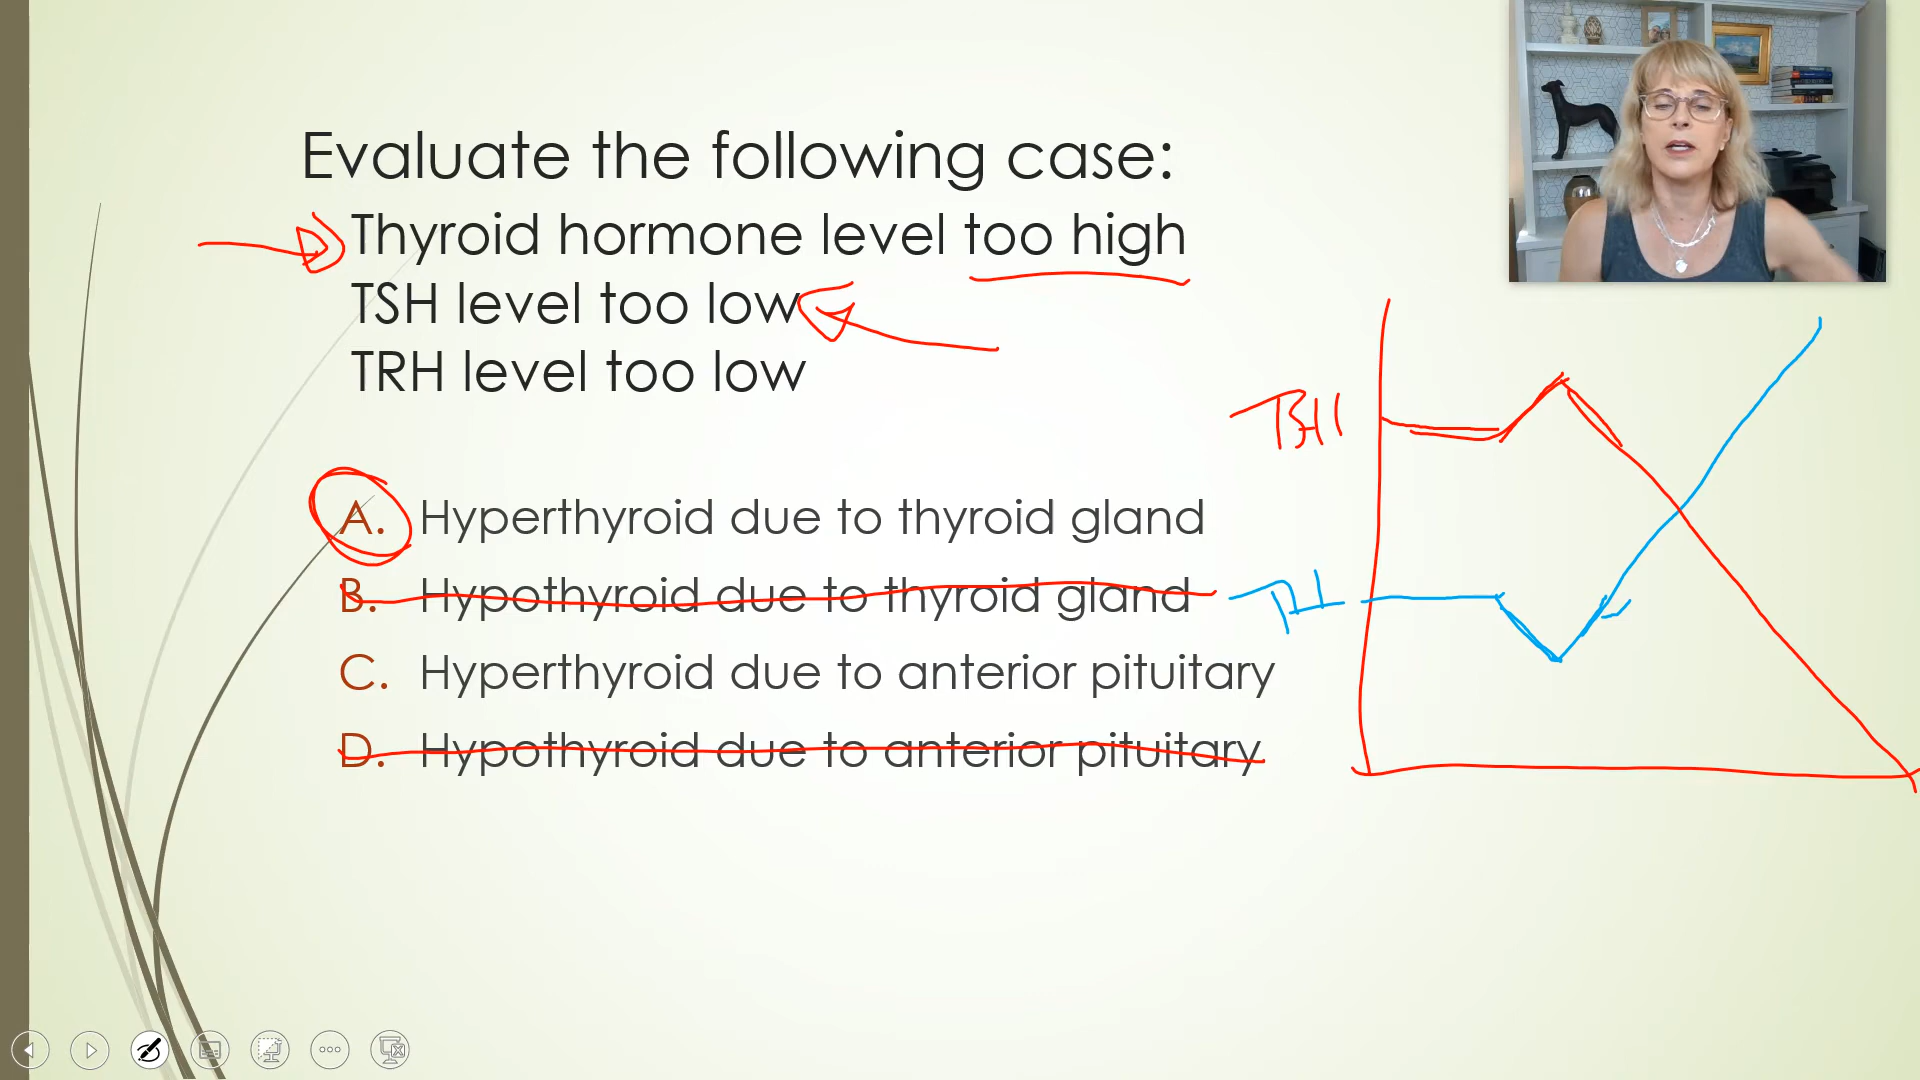 Evaluate the following case:
Thyroid hormone level too high
TSH level too low
TRH level too low
A. Hyperthyroid due to thyroid gland
B. Hypothyroid due to thyroid gland
C. Hyperthyroid due to anterior pituitary
D. Hypothyroid due to anterior pituitary
TSH
TH